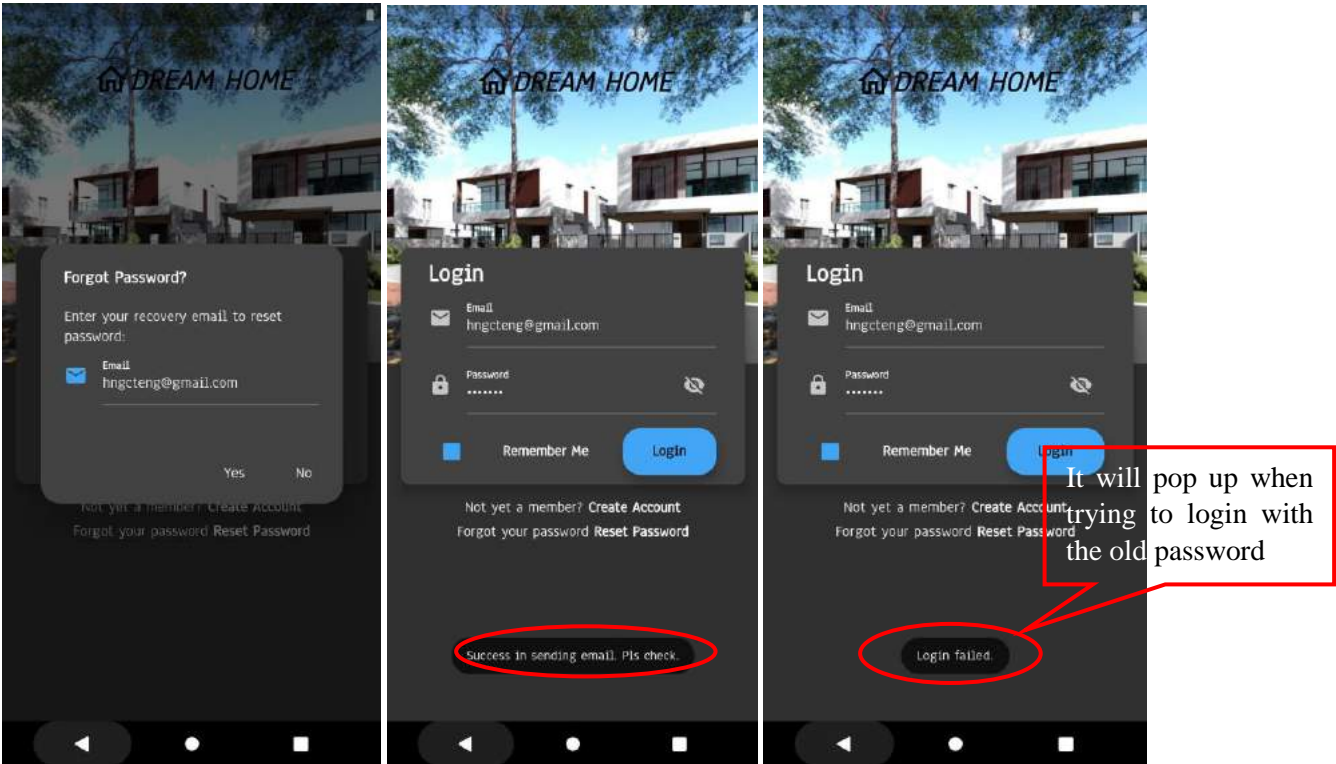 DREAM HOME
Forgot Password?
Enter your recovery email to reset
password:
Email
hngcteng@gmail.com
Yes No
Not yet a member? Create Account
Forgot your password Reset Password
DREAM HOME
Login
Email
hngcteng@gmail.com
Password
Remember Me Login
Not yet a member? Create Account
Forgot your password Reset Password
Success in sending email. Pls check.
DREAM HOME
Login
Email
hngcteng@gmail.com
Password
Remember Me Login
Not yet a member? Create Account
Forgot your password Reset Password
Login failed.
It will pop up when
trying to login with
the old password